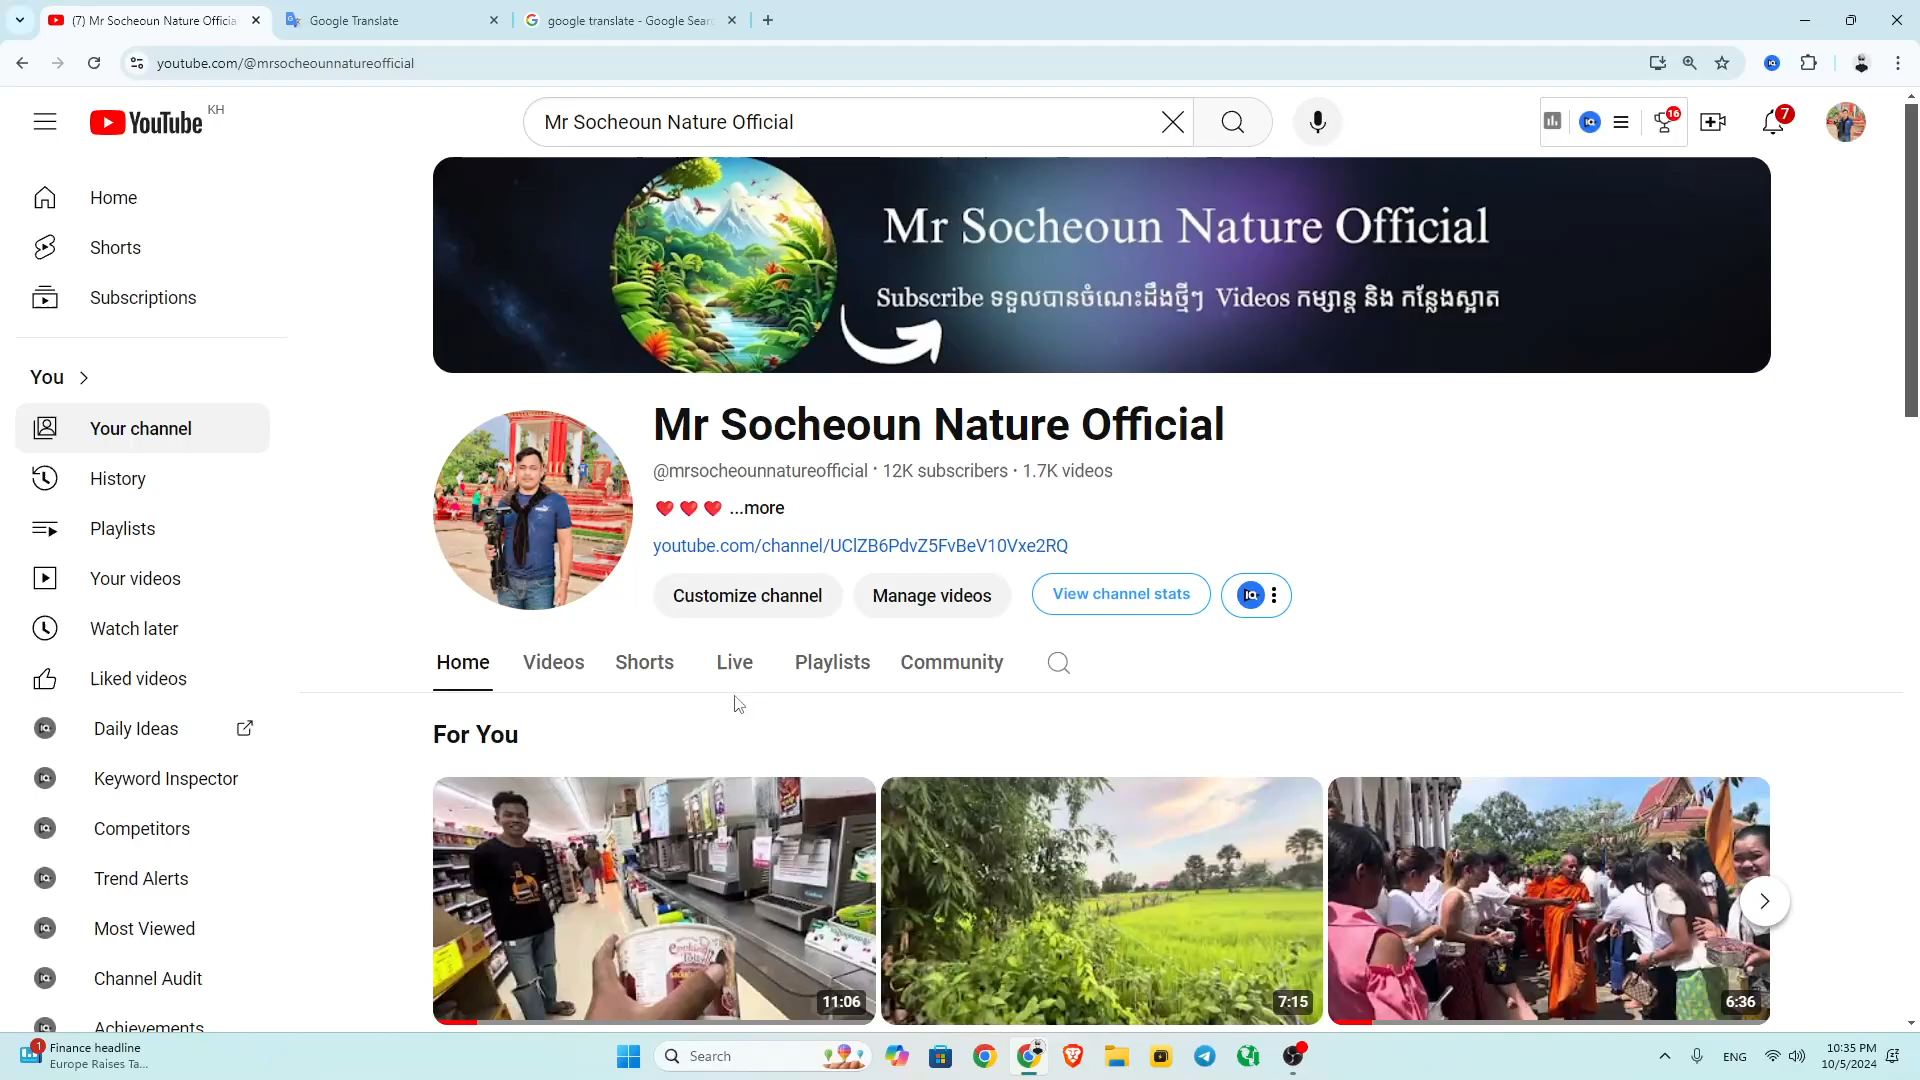 (7) Mr Socheoun Nature Officia
Google Translate
google translate - Google Sear
youtube.com/@mrsocheounnatureofficial
YouTube KH
Mr Socheoun Nature Official
16
7
Home
Shorts
Subscriptions
You
Your channel
History
Playlists
Your videos
Watch later
Liked videos
Daily Ideas
Keyword Inspector
Competitors
Trend Alerts
Most Viewed
Channel Audit
Achievements
Mr Socheoun Nature Official
Subscribe ទទួលបានចំណេះដឹងថ្មីៗ Videos កម្សាន្ត និង កន្លែងស្អាត
Mr Socheoun Nature Official
@mrsocheounnatureofficial · 12K subscribers · 1.7K videos
❤️ ❤️ ❤️ ...more
youtube.com/channel/UClZB6PdvZ5FvBeV10Vxe2RQ
Customize channel
Manage videos
View channel stats
Home
Videos
Shorts
Live
Playlists
Community
For You
11:06
7:15
6:36
1
Finance headline
Europe Raises Ta...
Search
ENG
10:35 PM
10/5/2024